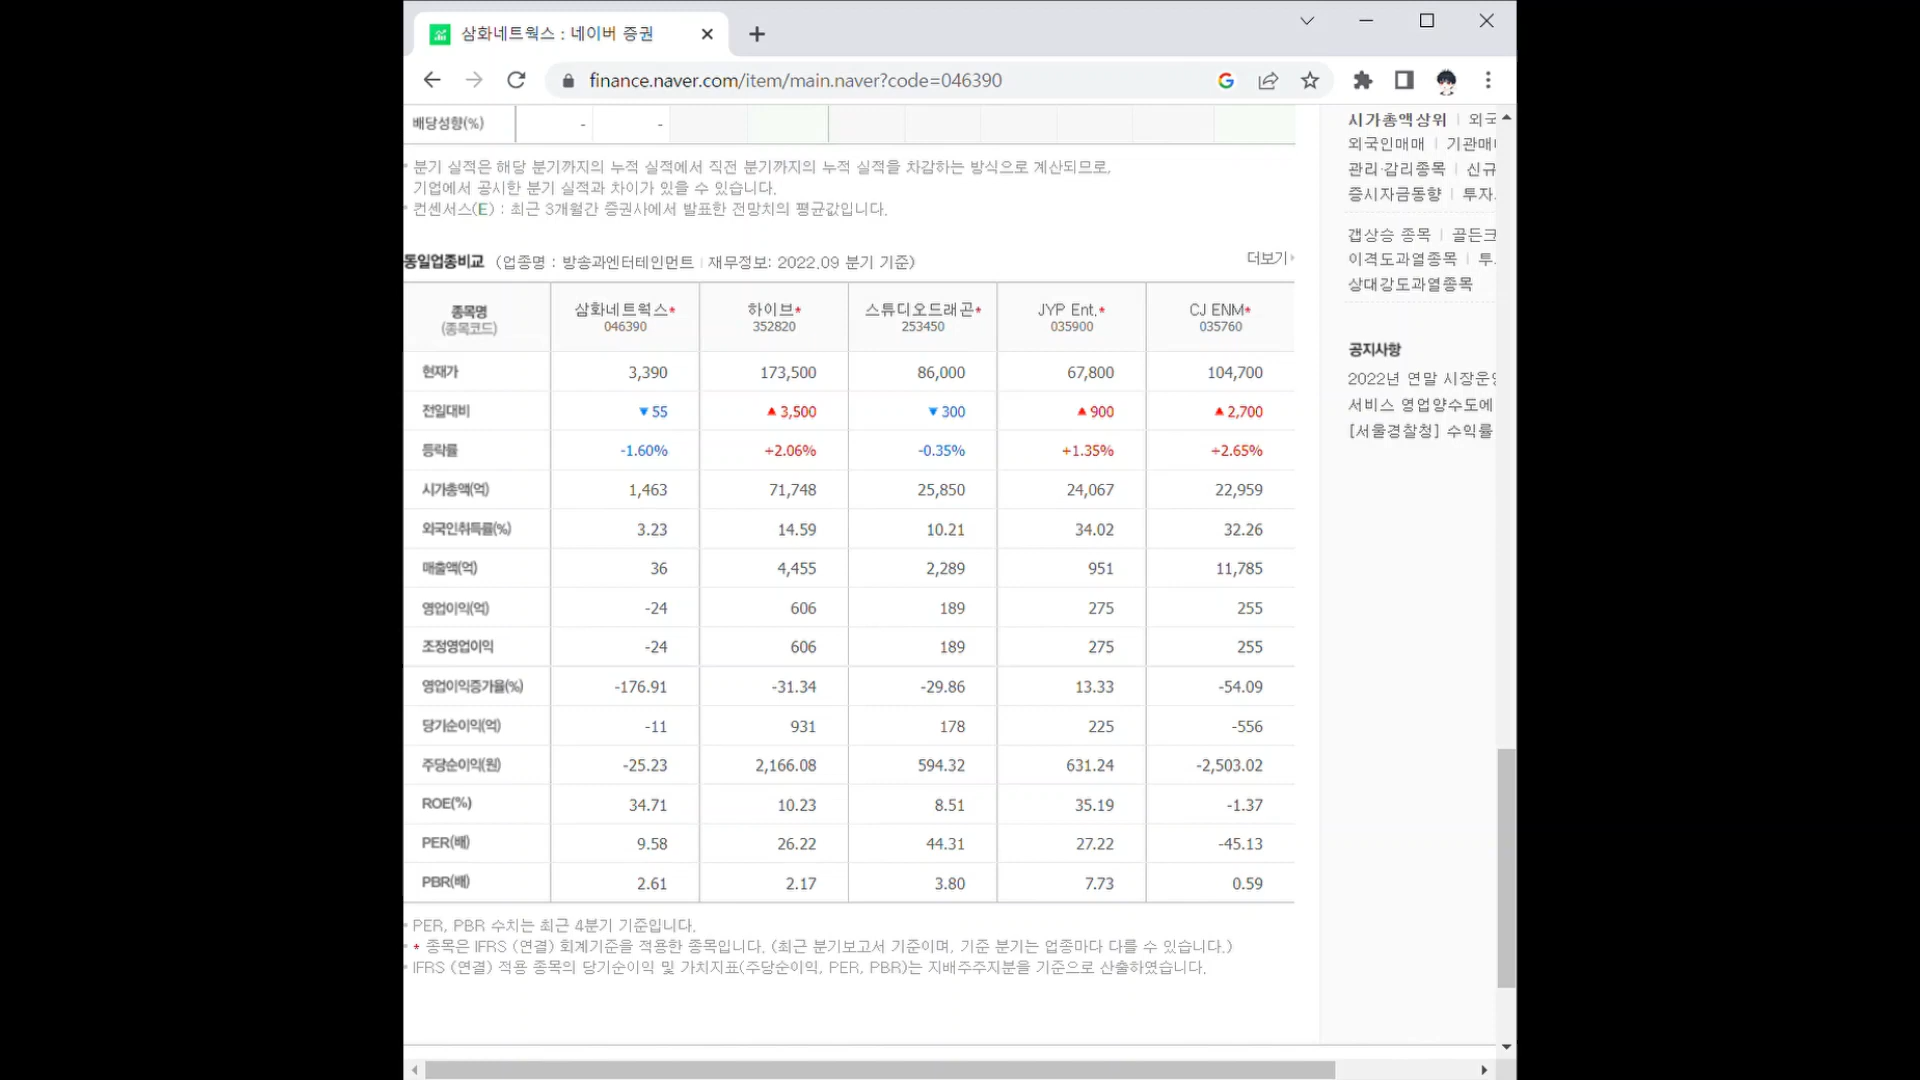 삼화네트웍스 : 네이버 증권
finance.naver.com/item/main.naver?code=046390
배당성향(%) - -
분기 실적은 해당 분기까지의 누적 실적에서 직전 분기까지의 누적 실적을 차감하는 방식으로 계산되므로,
기업에서 공시한 분기 실적과 차이가 있을 수 있습니다.
컨센서스(E) : 최근 3개월간 증권사에서 발표한 전망치의 평균값입니다.
동일업종비교 (업종명 : 방송과엔터테인먼트 | 재무정보: 2022.09 분기 기준) 더보기
종목명 삼화네트웍스* 하이브* 스튜디오드래곤* JYP Ent.* CJ ENM*
(종목코드) 046390 352820 253450 035900 035760
현재가 3,390 173,500 86,000 67,800 104,700
전일대비 ▼55 ▲3,500 ▼300 ▲900 ▲2,700
등락률 -1.60% +2.06% -0.35% +1.35% +2.65%
시가총액(억) 1,463 71,748 25,850 24,067 22,959
외국인취득률(%) 3.23 14.59 10.21 34.02 32.26
매출액(억) 36 4,455 2,289 951 11,785
영업이익(억) -24 606 189 275 255
조정영업이익 -24 606 189 275 255
영업이익증가율(%) -176.91 -31.34 -29.86 13.33 -54.09
당기순이익(억) -11 931 178 225 -556
주당순이익(원) -25.23 2,166.08 594.32 631.24 -2,503.02
ROE(%) 34.71 10.23 8.51 35.19 -1.37
PER(배) 9.58 26.22 44.31 27.22 -45.13
PBR(배) 2.61 2.17 3.80 7.73 0.59
PER, PBR 수치는 최근 4분기 기준입니다.
* 종목은 IFRS (연결) 회계기준을 적용한 종목입니다. (최근 분기보고서 기준이며, 기준 분기는 업종마다 다를 수 있습니다.)
IFRS (연결) 적용 종목의 당기순이익 및 가치지표(주당순이익, PER, PBR)는 지배주주지분을 기준으로 산출하였습니다.
시가총액상위 | 외국
외국인매매 | 기관매
관리·감리종목 | 신규
증시자금동향 | 투자
갭상승 종목 | 골든크
이격도과열종목 | 투
상대강도과열종목
공지사항
2022년 연말 시장운영
서비스 영업양수도에
[서울경찰청] 수익률